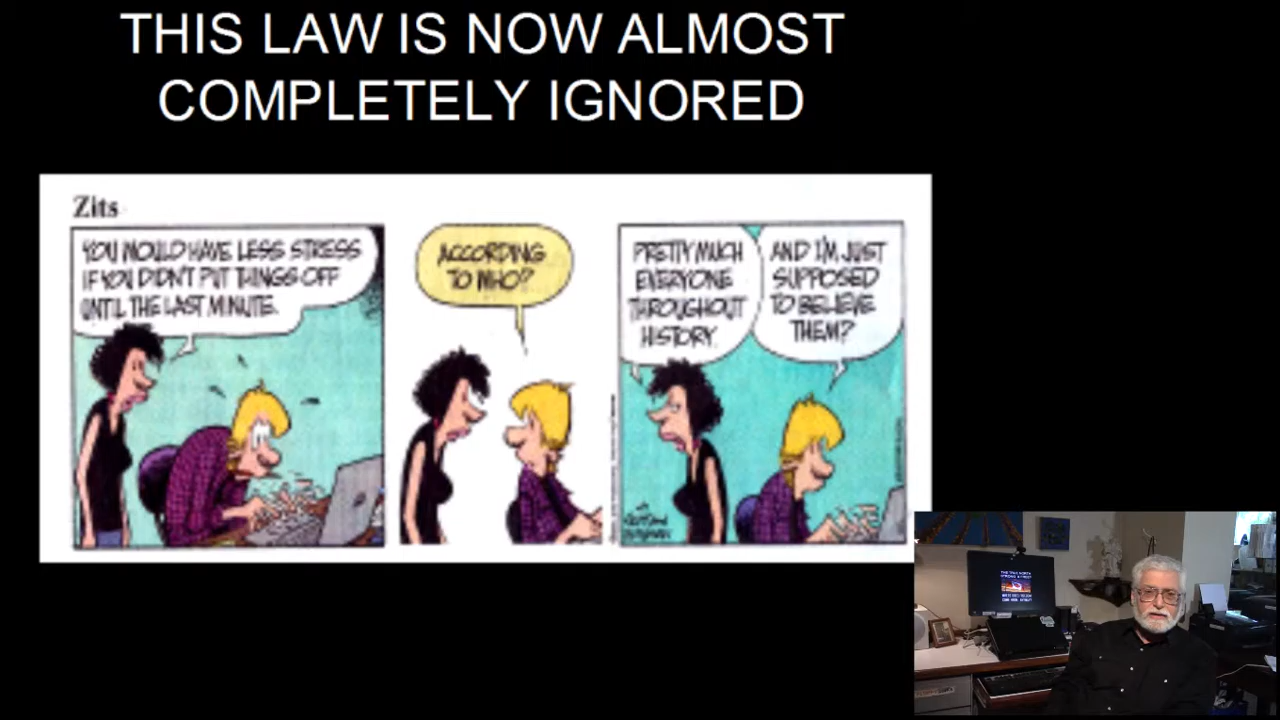 THIS LAW IS NOW ALMOST
COMPLETELY IGNORED
Zits
YOU WOULD HAVE LESS STRESS
IF YOU DIDN'T PUT THINGS OFF
UNTIL THE LAST MINUTE.
ACCORDING
TO WHO?
PRETTY MUCH
EVERYONE
THROUGHOUT
HISTORY.
AND I'M JUST
SUPPOSED
TO BELIEVE
THEM?